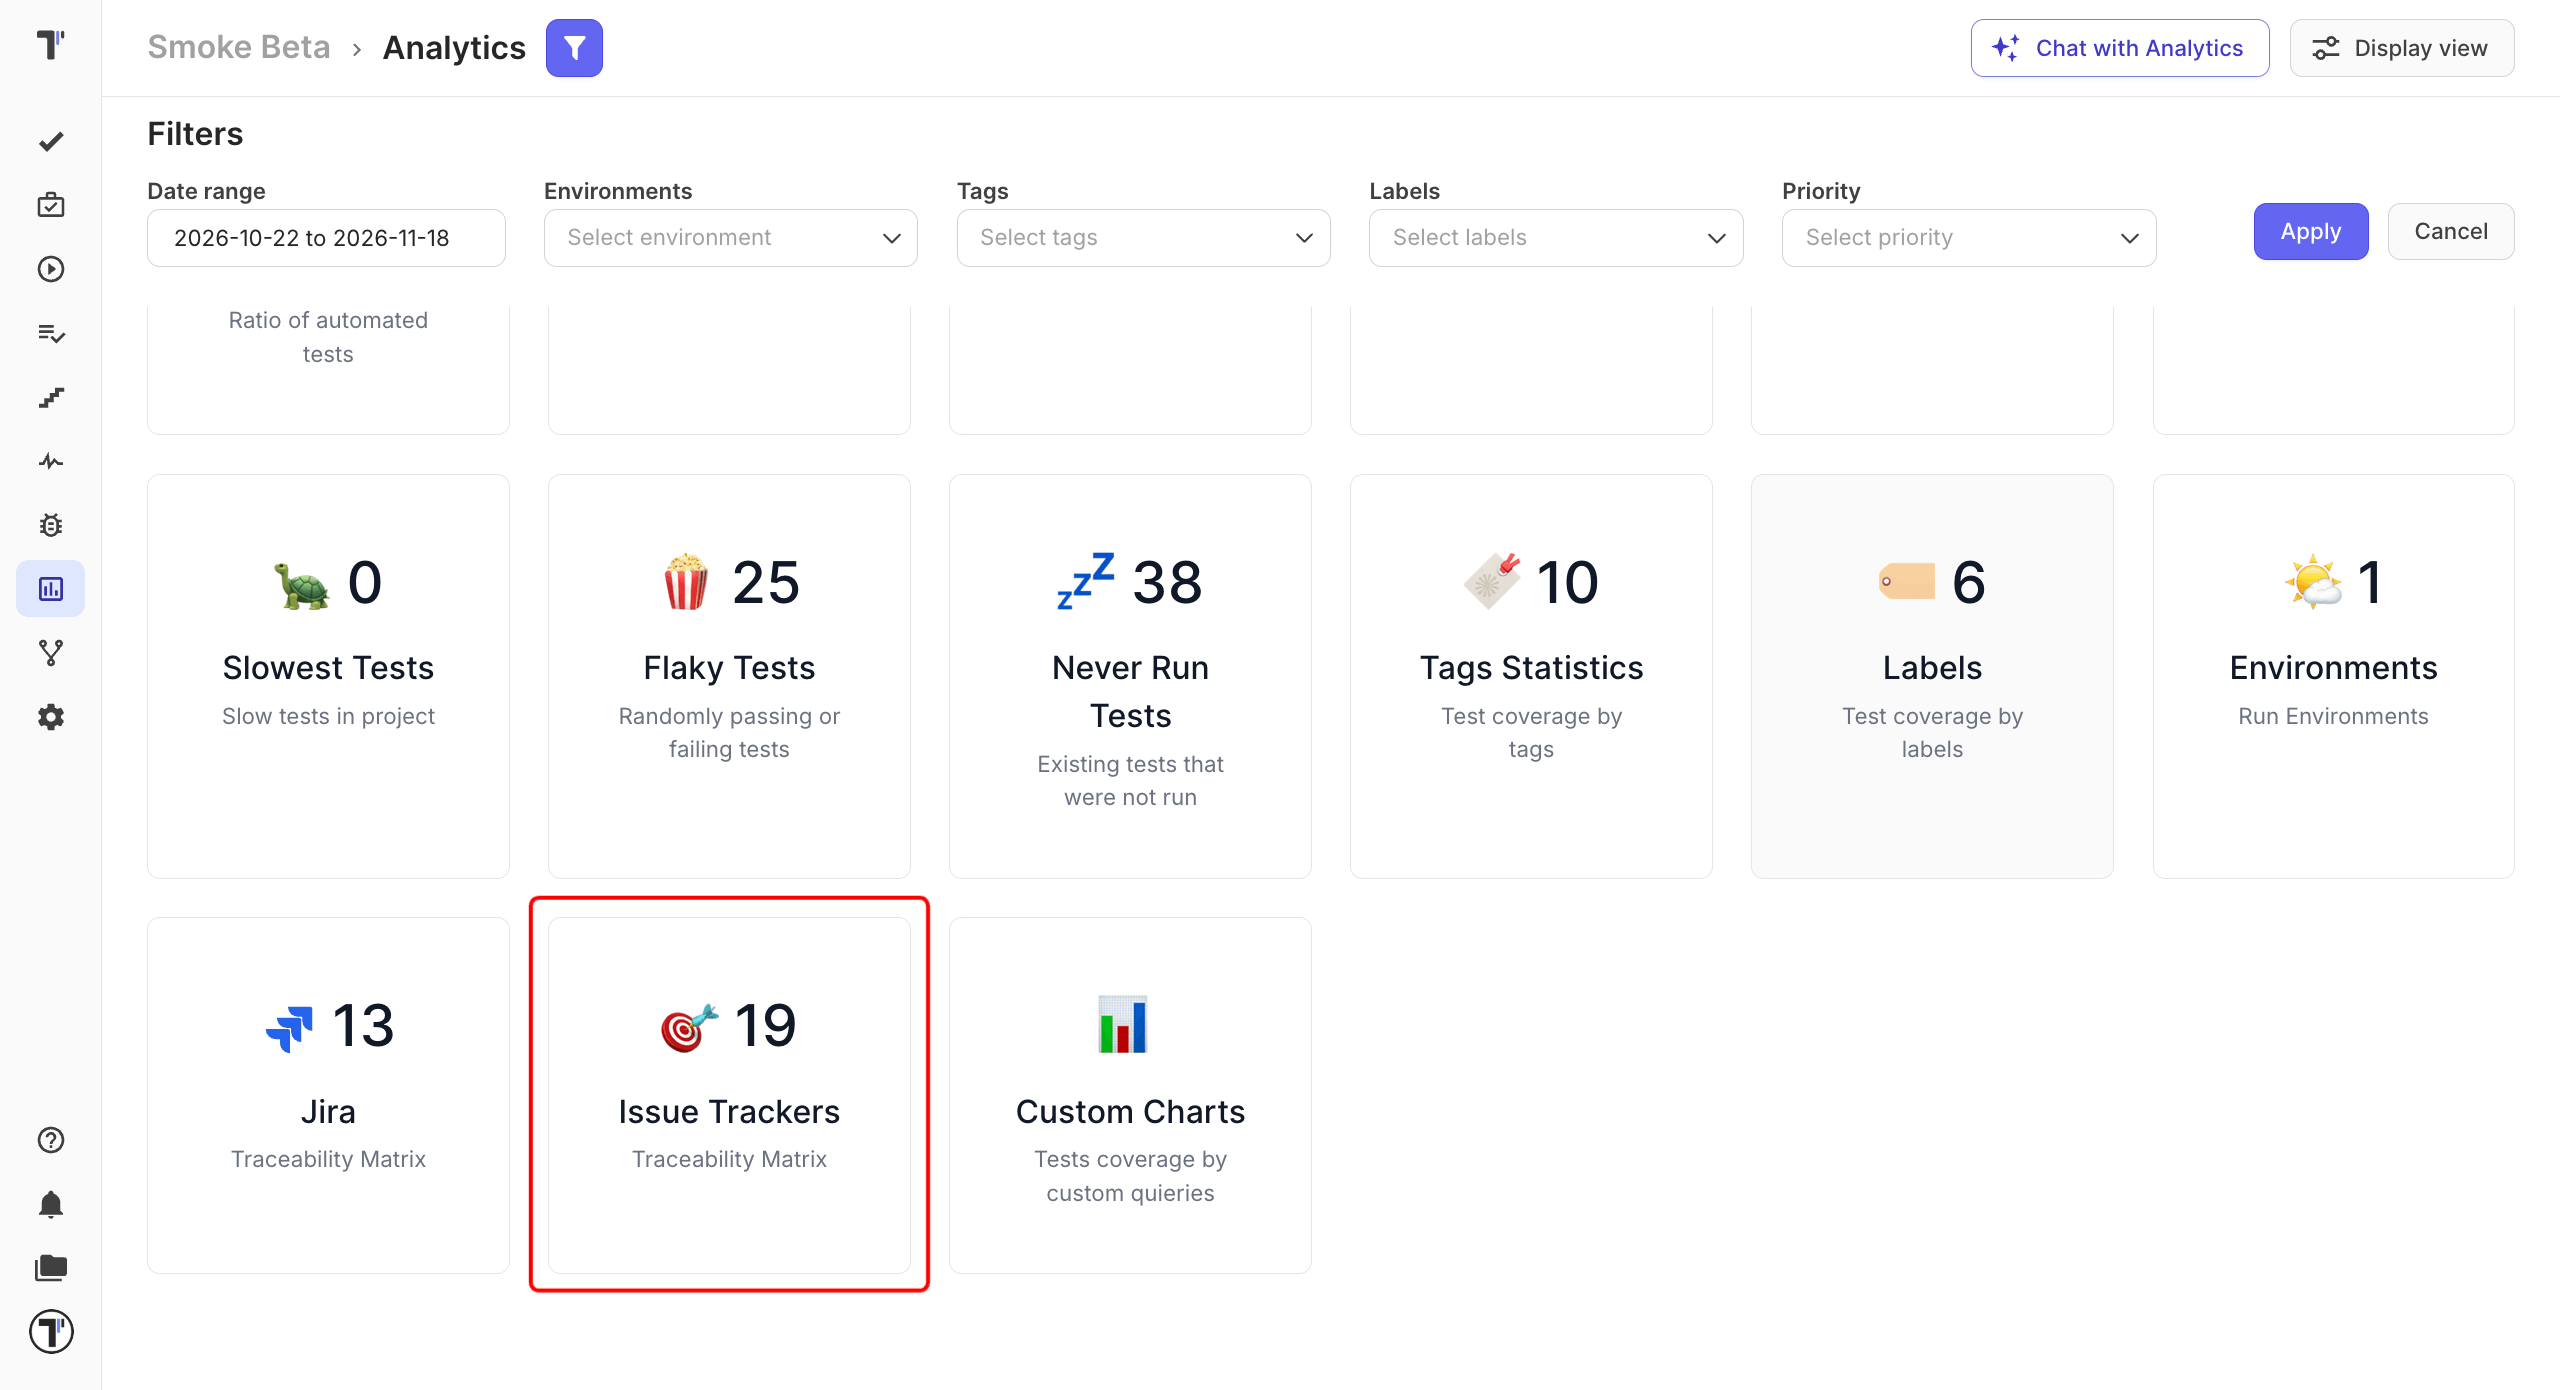 Smoke Beta › Analytics
Chat with Analytics
Display view
Filters
Date range
Environments
Tags
Labels
Priority
2026-10-22 to 2026-11-18
Select environment
Select tags
Select labels
Select priority
Apply
Cancel
Ratio of automated
tests
0
Slowest Tests
Slow tests in project
25
Flaky Tests
Randomly passing or
failing tests
38
Never Run
Tests
Existing tests that
were not run
10
Tags Statistics
Test coverage by
tags
6
Labels
Test coverage by
labels
1
Environments
Run Environments
13
Jira
Traceability Matrix
19
Issue Trackers
Traceability Matrix
Custom Charts
Tests coverage by
custom quieries